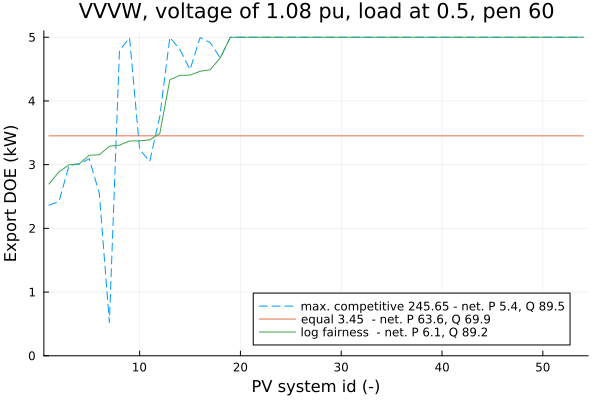 VVVW, voltage of 1.08 pu, load at 0.5, pen 60
Export DOE (kW)
5
4
3
2
1
0
max. competitive 245.65 - net. P 5.4, Q 89.5
equal 3.45 - net. P 63.6, Q 69.9
log fairness - net. P 6.1, Q 89.2
10 20 30 40 50
PV system id (-)